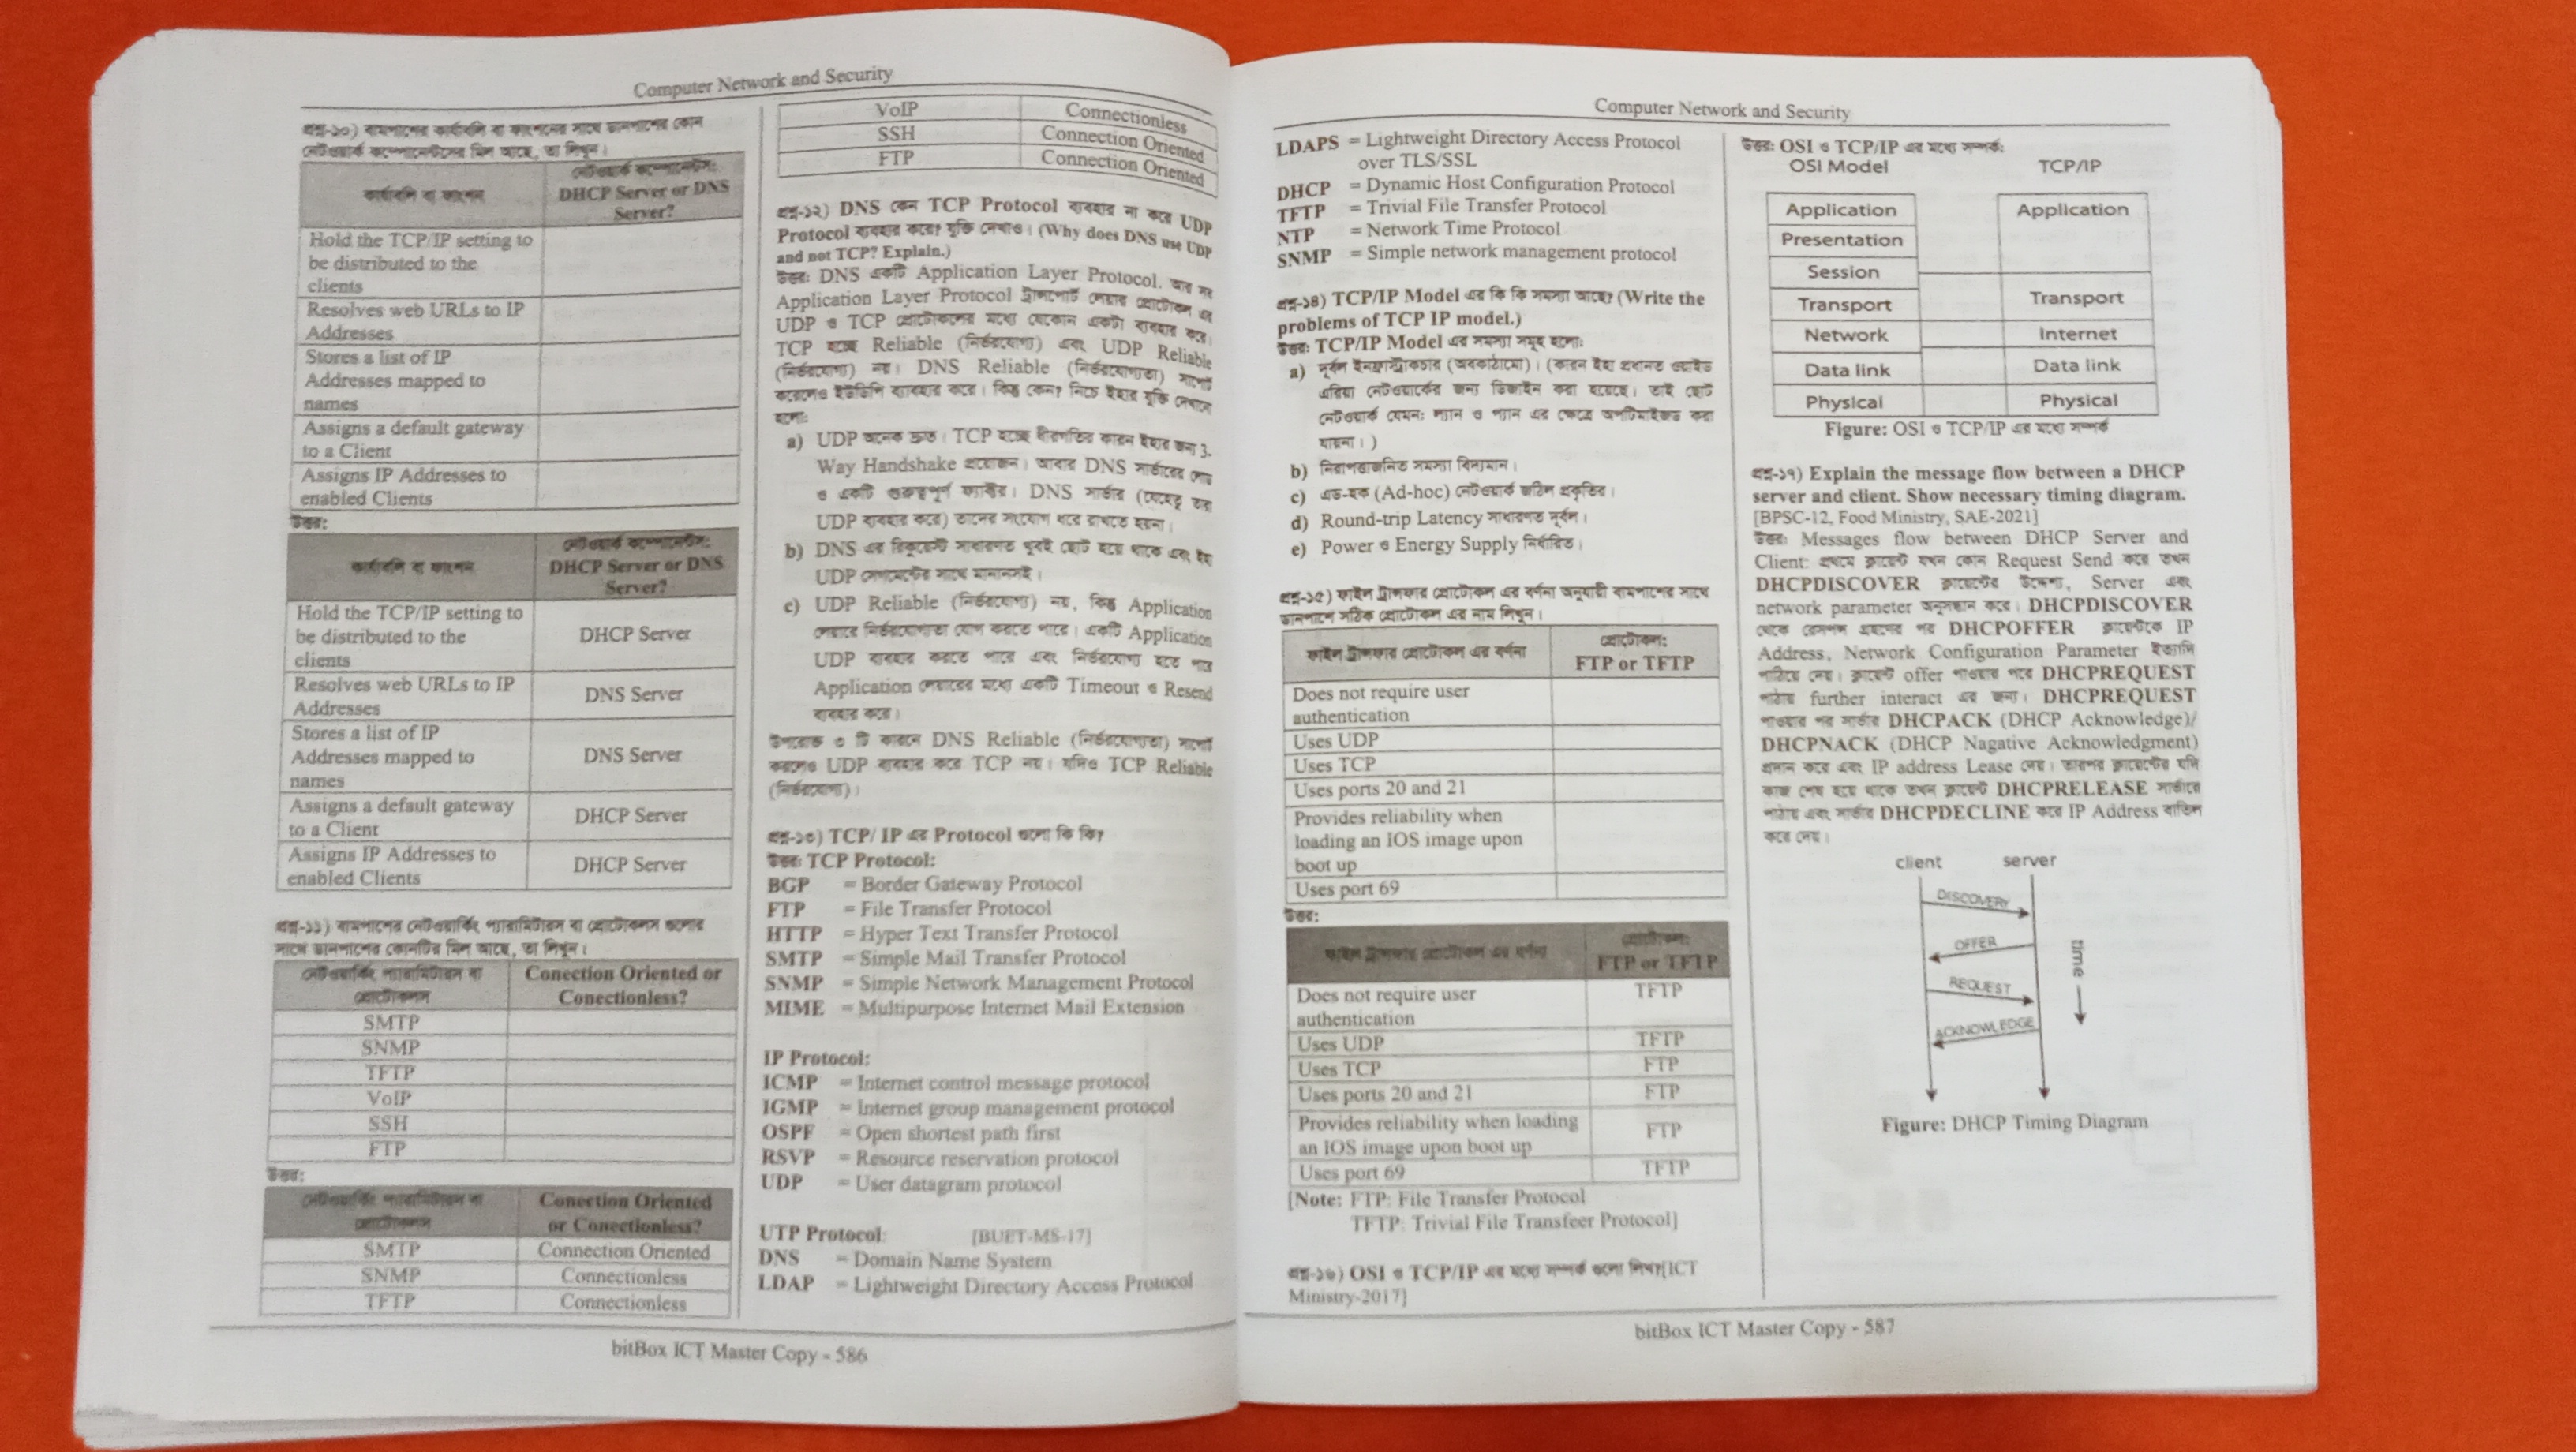 Computer Network and Security
প্রশ্ন-১০) বামপাশের কার্যাবলি বা ফাংশনের সাথে ডানপাশের কোন
নেটওয়ার্ক কম্পোনেন্টসের মিল আছে, তা লিখুন।
কার্যাবলি বা ফাংশন
নেটওয়ার্ক কম্পোনেন্টস:
DHCP Server or DNS
Server?
Hold the TCP/IP setting to
be distributed to the
clients
Resolves web URLs to IP
Addresses
Stores a list of IP
Addresses mapped to
names
Assigns a default gateway
to a Client
Assigns IP Addresses to
enabled Clients
উত্তর:
কার্যাবলি বা ফাংশন
নেটওয়ার্ক কম্পোনেন্টস:
DHCP Server or DNS
Server?
Hold the TCP/IP setting to
be distributed to the
clients
DHCP Server
Resolves web URLs to IP
Addresses
DNS Server
Stores a list of IP
Addresses mapped to
names
DNS Server
Assigns a default gateway
to a Client
DHCP Server
Assigns IP Addresses to
enabled Clients
DHCP Server
প্রশ্ন-১১) বামপাশের নেটওয়ার্কিং প্যারামিটারস বা প্রোটোকলস গুলোর
সাথে ডানপাশের কোনটির মিল আছে, তা লিখুন।
নেটওয়ার্কিং প্যারামিটারস বা
প্রোটোকলস
Conection Oriented or
Conectionless?
SMTP
SNMP
TFTP
VoIP
SSH
FTP
উত্তর:
নেটওয়ার্কিং প্যারামিটারস বা
প্রোটোকলস
Conection Oriented
or Conectionless?
SMTP Connection Oriented
SNMP Connectionless
TFTP Connectionless
VoIP Connectionless
SSH Connection Oriented
FTP Connection Oriented
প্রশ্ন-১২) DNS কেন TCP Protocol ব্যবহার না করে UDP
Protocol ব্যবহার করে? যুক্তি দেখাও। (Why does DNS use UDP
and not TCP? Explain.)
উত্তর: DNS একটি Application Layer Protocol. আর সব
Application Layer Protocol ট্রান্সপোর্ট লেয়ার প্রোটোকল এর
UDP ও TCP প্রোটোকলের মধ্যে যেকোন একটা ব্যবহার করে।
TCP হচ্ছে Reliable (নির্ভরযোগ্য) এবং UDP Reliable
(নির্ভরযোগ্য) নয়। DNS Reliable (নির্ভরযোগ্যতা) সাপোর্ট
করলেও ইউডিপি ব্যবহার করে। কিন্তু কেন? নিচে ইহার যুক্তি দেখানো
হলো:
a) UDP অনেক দ্রুত। TCP হচ্ছে ধীরগতির কারন ইহার জন্য 3-
Way Handshake প্রয়োজন। আবার DNS সার্ভারের লোড
ও একটি গুরুত্বপূর্ণ ফ্যাক্টর। DNS সার্ভার (যেহেতু তারা
UDP ব্যবহার করে) তাদের সংযোগ ধরে রাখতে হয়না।
b) DNS এর রিকুয়েস্ট সাধারণত খুবই ছোট হয়ে থাকে এবং ইহা
UDP সেগমেন্টের সাথে মানানসই।
c) UDP Reliable (নির্ভরযোগ্য) নয়, কিন্তু Application
লেয়ারে নির্ভরযোগ্যতা যোগ করতে পারে। একটি Application
UDP ব্যবহার করতে পারে এবং নির্ভরযোগ্য হতে পারে
Application লেয়ারের মধ্যে একটি Timeout ও Resend
ব্যবহার করে।
উপরোক্ত ৩ টি কারনে DNS Reliable (নির্ভরযোগ্যতা) সাপোর্ট
করলেও UDP ব্যবহার করে TCP নয়। যদিও TCP Reliable
(নির্ভরযোগ্য)।
প্রশ্ন-১৩) TCP/ IP এর Protocol গুলো কি কি?
উত্তর: TCP Protocol:
BGP = Border Gateway Protocol
FTP = File Transfer Protocol
HTTP = Hyper Text Transfer Protocol
SMTP = Simple Mail Transfer Protocol
SNMP = Simple Network Management Protocol
MIME = Multipurpose Internet Mail Extension
IP Protocol:
ICMP = Internet control message protocol
IGMP = Internet group management protocol
OSPF = Open shortest path first
RSVP = Resource reservation protocol
UDP = User datagram protocol
UTP Protocol: [BUET-MS-17]
DNS = Domain Name System
LDAP = Lightweight Directory Access Protocol
bitBox ICT Master Copy - 586
Computer Network and Security
LDAPS = Lightweight Directory Access Protocol
over TLS/SSL
DHCP = Dynamic Host Configuration Protocol
TFTP = Trivial File Transfer Protocol
NTP = Network Time Protocol
SNMP = Simple network management protocol
প্রশ্ন-১৪) TCP/IP Model এর কি কি সমস্যা আছে? (Write the
problems of TCP IP model.)
উত্তর: TCP/IP Model এর সমস্যা সমূহ হলো:
a) দূর্বল ইনফ্রাস্ট্রাকচার (অবকাঠামো)। (কারন ইহা প্রধানত ওয়াইড
এরিয়া নেটওয়ার্কের জন্য ডিজাইন করা হয়েছে। তাই ছোট
নেটওয়ার্ক যেমন: ল্যান ও প্যান এর ক্ষেত্রে অপটিমাইজড করা
যায়না। )
b) নিরাপত্তাজনিত সমস্যা বিদ্যমান।
c) এড-হক (Ad-hoc) নেটওয়ার্ক জটিল প্রকৃতির।
d) Round-trip Latency সাধারণত দূর্বল।
e) Power ও Energy Supply নির্ধারিত।
প্রশ্ন-১৫) ফাইল ট্রান্সফার প্রোটোকল এর বর্ণনা অনুযায়ী বামপাশের সাথে
ডানপাশে সঠিক প্রোটোকল এর নাম লিখুন।
ফাইল ট্রান্সফার প্রোটোকল এর বর্ণনা
প্রোটোকল:
FTP or TFTP
Does not require user
authentication
Uses UDP
Uses TCP
Uses ports 20 and 21
Provides reliability when
loading an IOS image upon
boot up
Uses port 69
উত্তর:
ফাইল ট্রান্সফার প্রোটোকল এর বর্ণনা
প্রোটোকল:
FTP or TFTP
Does not require user
authentication
TFTP
Uses UDP TFTP
Uses TCP FTP
Uses ports 20 and 21 FTP
Provides reliability when loading
an IOS image upon boot up
FTP
Uses port 69 TFTP
[Note: FTP: File Transfer Protocol
TFTP: Trivial File Transfeer Protocol]
প্রশ্ন-১৬) OSI ও TCP/IP এর মধ্যে সম্পর্ক গুলো লিখ?[ICT
Ministry-2017]
উত্তর: OSI ও TCP/IP এর মধ্যে সম্পর্ক:
OSI Model TCP/IP
Application Application
Presentation
Session
Transport Transport
Network Internet
Data link Data link
Physical Physical
Figure: OSI ও TCP/IP এর মধ্যে সম্পর্ক
প্রশ্ন-১৭) Explain the message flow between a DHCP
server and client. Show necessary timing diagram.
[BPSC-12, Food Ministry, SAE-2021]
উত্তর: Messages flow between DHCP Server and
Client: প্রথমে ক্লায়েন্ট যখন কোন Request Send করে তখন
DHCPDISCOVER ক্লায়েন্টের উদ্দেশ্য, Server এবং
network parameter অনুসন্ধান করে। DHCPDISCOVER
থেকে রেসপন্স গ্রহণের পর DHCPOFFER ক্লায়েন্টকে IP
Address, Network Configuration Parameter ইত্যাদি
পাঠিয়ে দেয়। ক্লায়েন্ট offer পাওয়ার পরে DHCPREQUEST
পাঠায় further interact এর জন্য। DHCPREQUEST
পাওয়ার পর সার্ভার DHCPACK (DHCP Acknowledge)/
DHCPNACK (DHCP Nagative Acknowledgment)
প্রদান করে এবং IP address Lease দেয়। তারপর ক্লায়েন্টের যদি
কাজ শেষ হয়ে থাকে তখন ক্লায়েন্ট DHCPRELEASE সার্ভারে
পাঠায় এবং সার্ভার DHCPDECLINE করে IP Address বাতিল
করে দেয়।
client server
DISCOVERY
OFFER
REQUEST
ACKNOWLEDGE
time
Figure: DHCP Timing Diagram
bitBox ICT Master Copy - 587